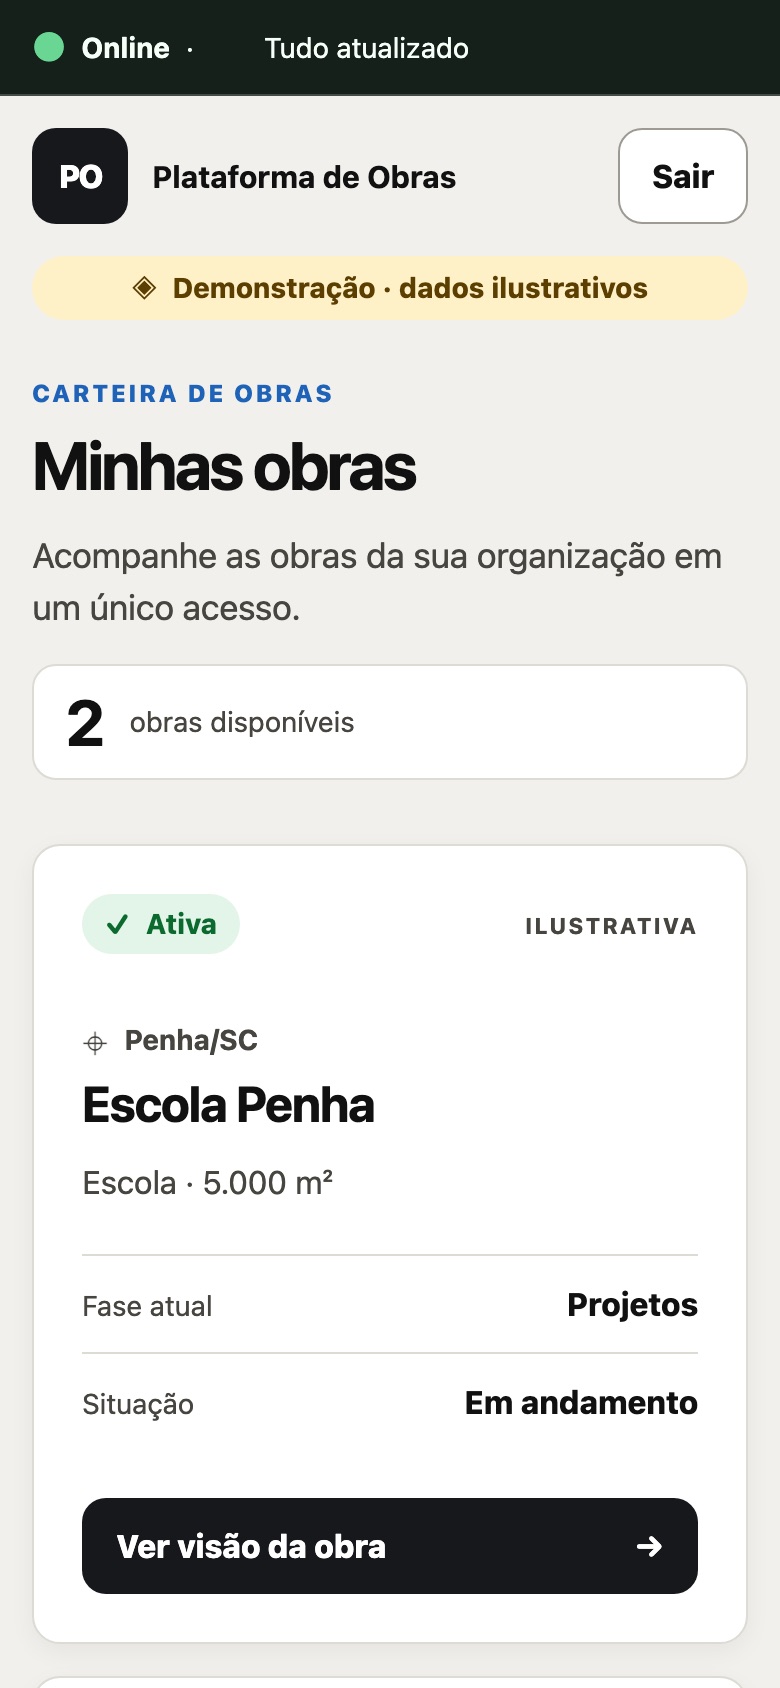 Online · Tudo atualizado
PO Plataforma de Obras Sair
◈ Demonstração · dados ilustrativos
CARTEIRA DE OBRAS
Minhas obras
Acompanhe as obras da sua organização em
um único acesso.
2 obras disponíveis
✓ Ativa ILUSTRATIVA
⌖ Penha/SC
Escola Penha
Escola · 5.000 m²
Fase atual Projetos
Situação Em andamento
Ver visão da obra →